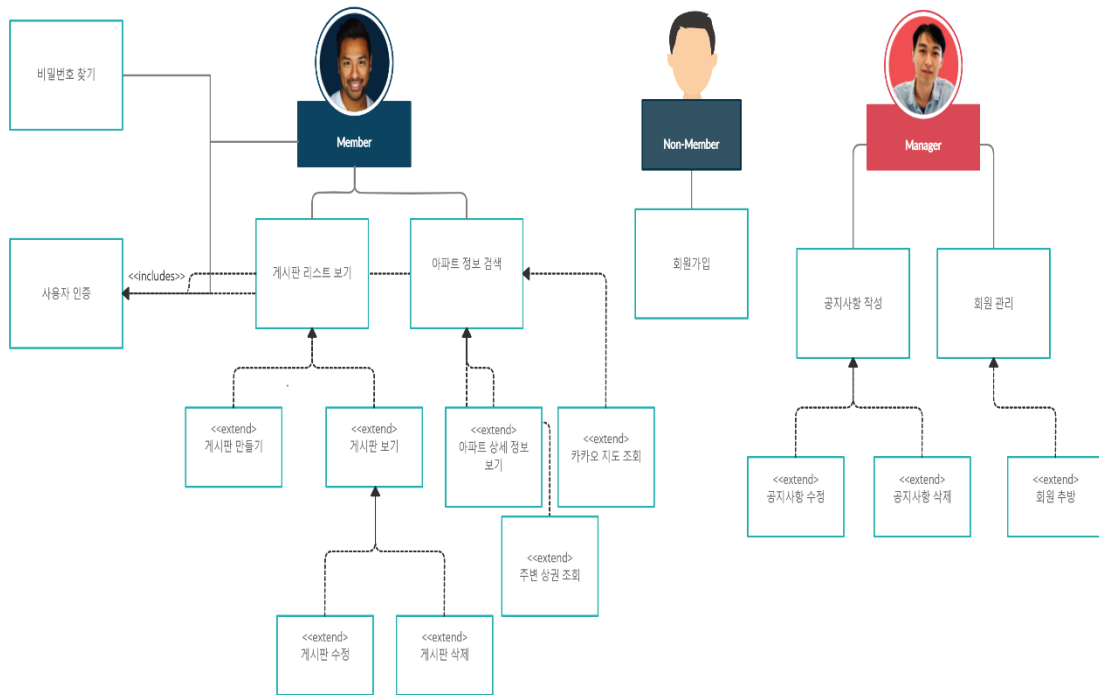 비밀번호 찾기
Member
Non-Member
Manager
게시판 리스트 보기
아파트 정보 검색
회원가입
<<includes>>
사용자 인증
공지사항 작성
회원 관리
<<extend>>
게시판 만들기
<<extend>>
게시판 보기
<<extend>>
아파트 상세 정보
보기
<<extend>>
카카오 지도 조회
<<extend>>
공지사항 수정
<<extend>>
공지사항 삭제
<<extend>>
회원 추방
<<extend>>
주변 상권 조회
<<extend>>
게시판 수정
<<extend>>
게시판 삭제